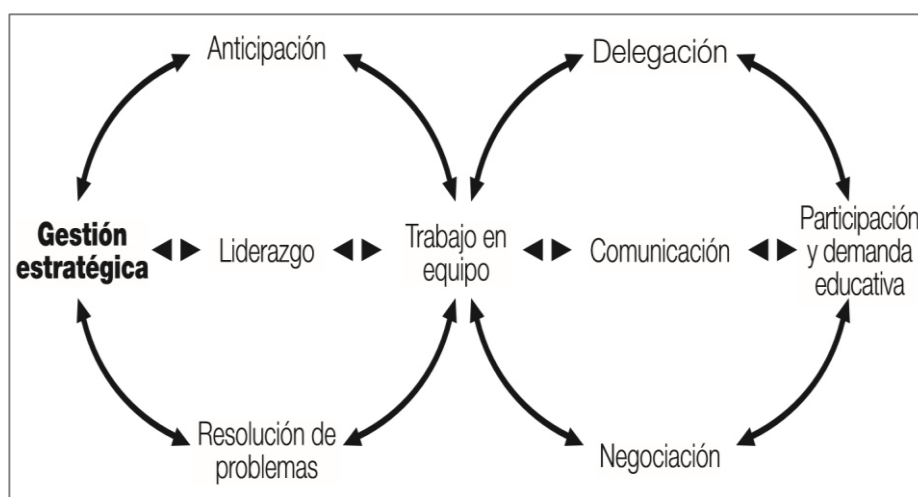 Anticipación
Delegación
Gestión
estratégica
Liderazgo
Trabajo en
equipo
Comunicación
Participación
y demanda
educativa
Resolución de
problemas
Negociación